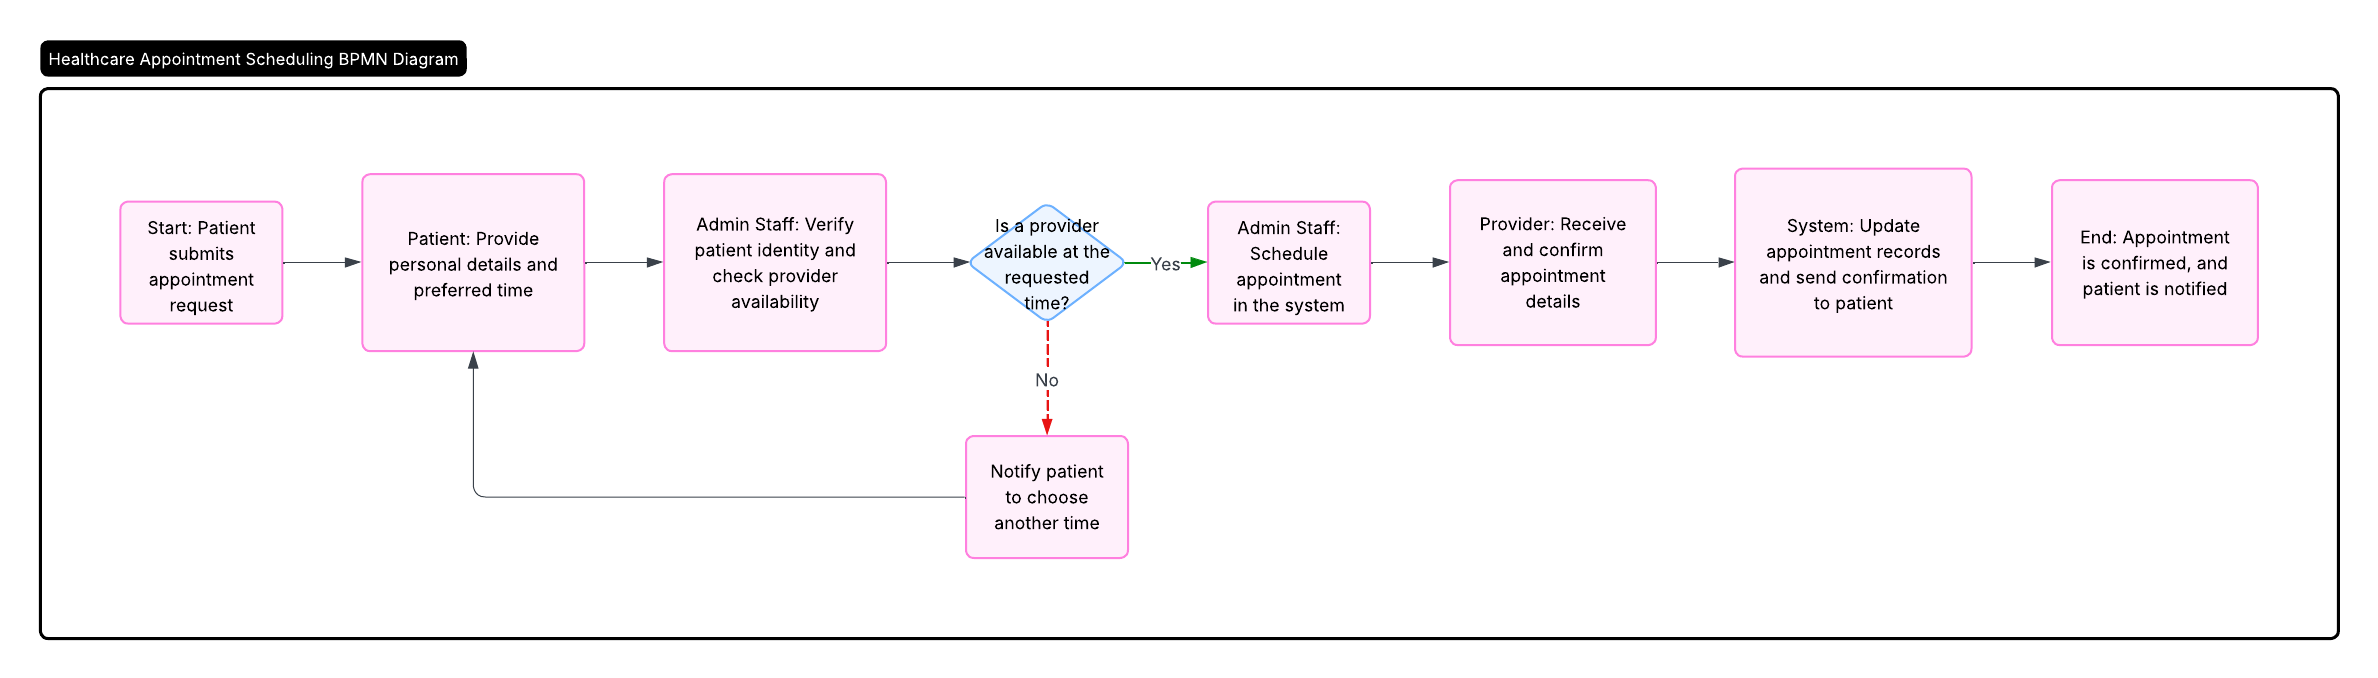 Healthcare Appointment Scheduling BPMN Diagram
Start: Patient
submits
appointment
request
Patient: Provide
personal details and
preferred time
Admin Staff: Verify
patient identity and
check provider
availability
Is a provider
available at the
requested
time?
Yes
Admin Staff:
Schedule
appointment
in the system
Provider: Receive
and confirm
appointment
details
System: Update
appointment records
and send confirmation
to patient
End: Appointment
is confirmed, and
patient is notified
No
Notify patient
to choose
another time